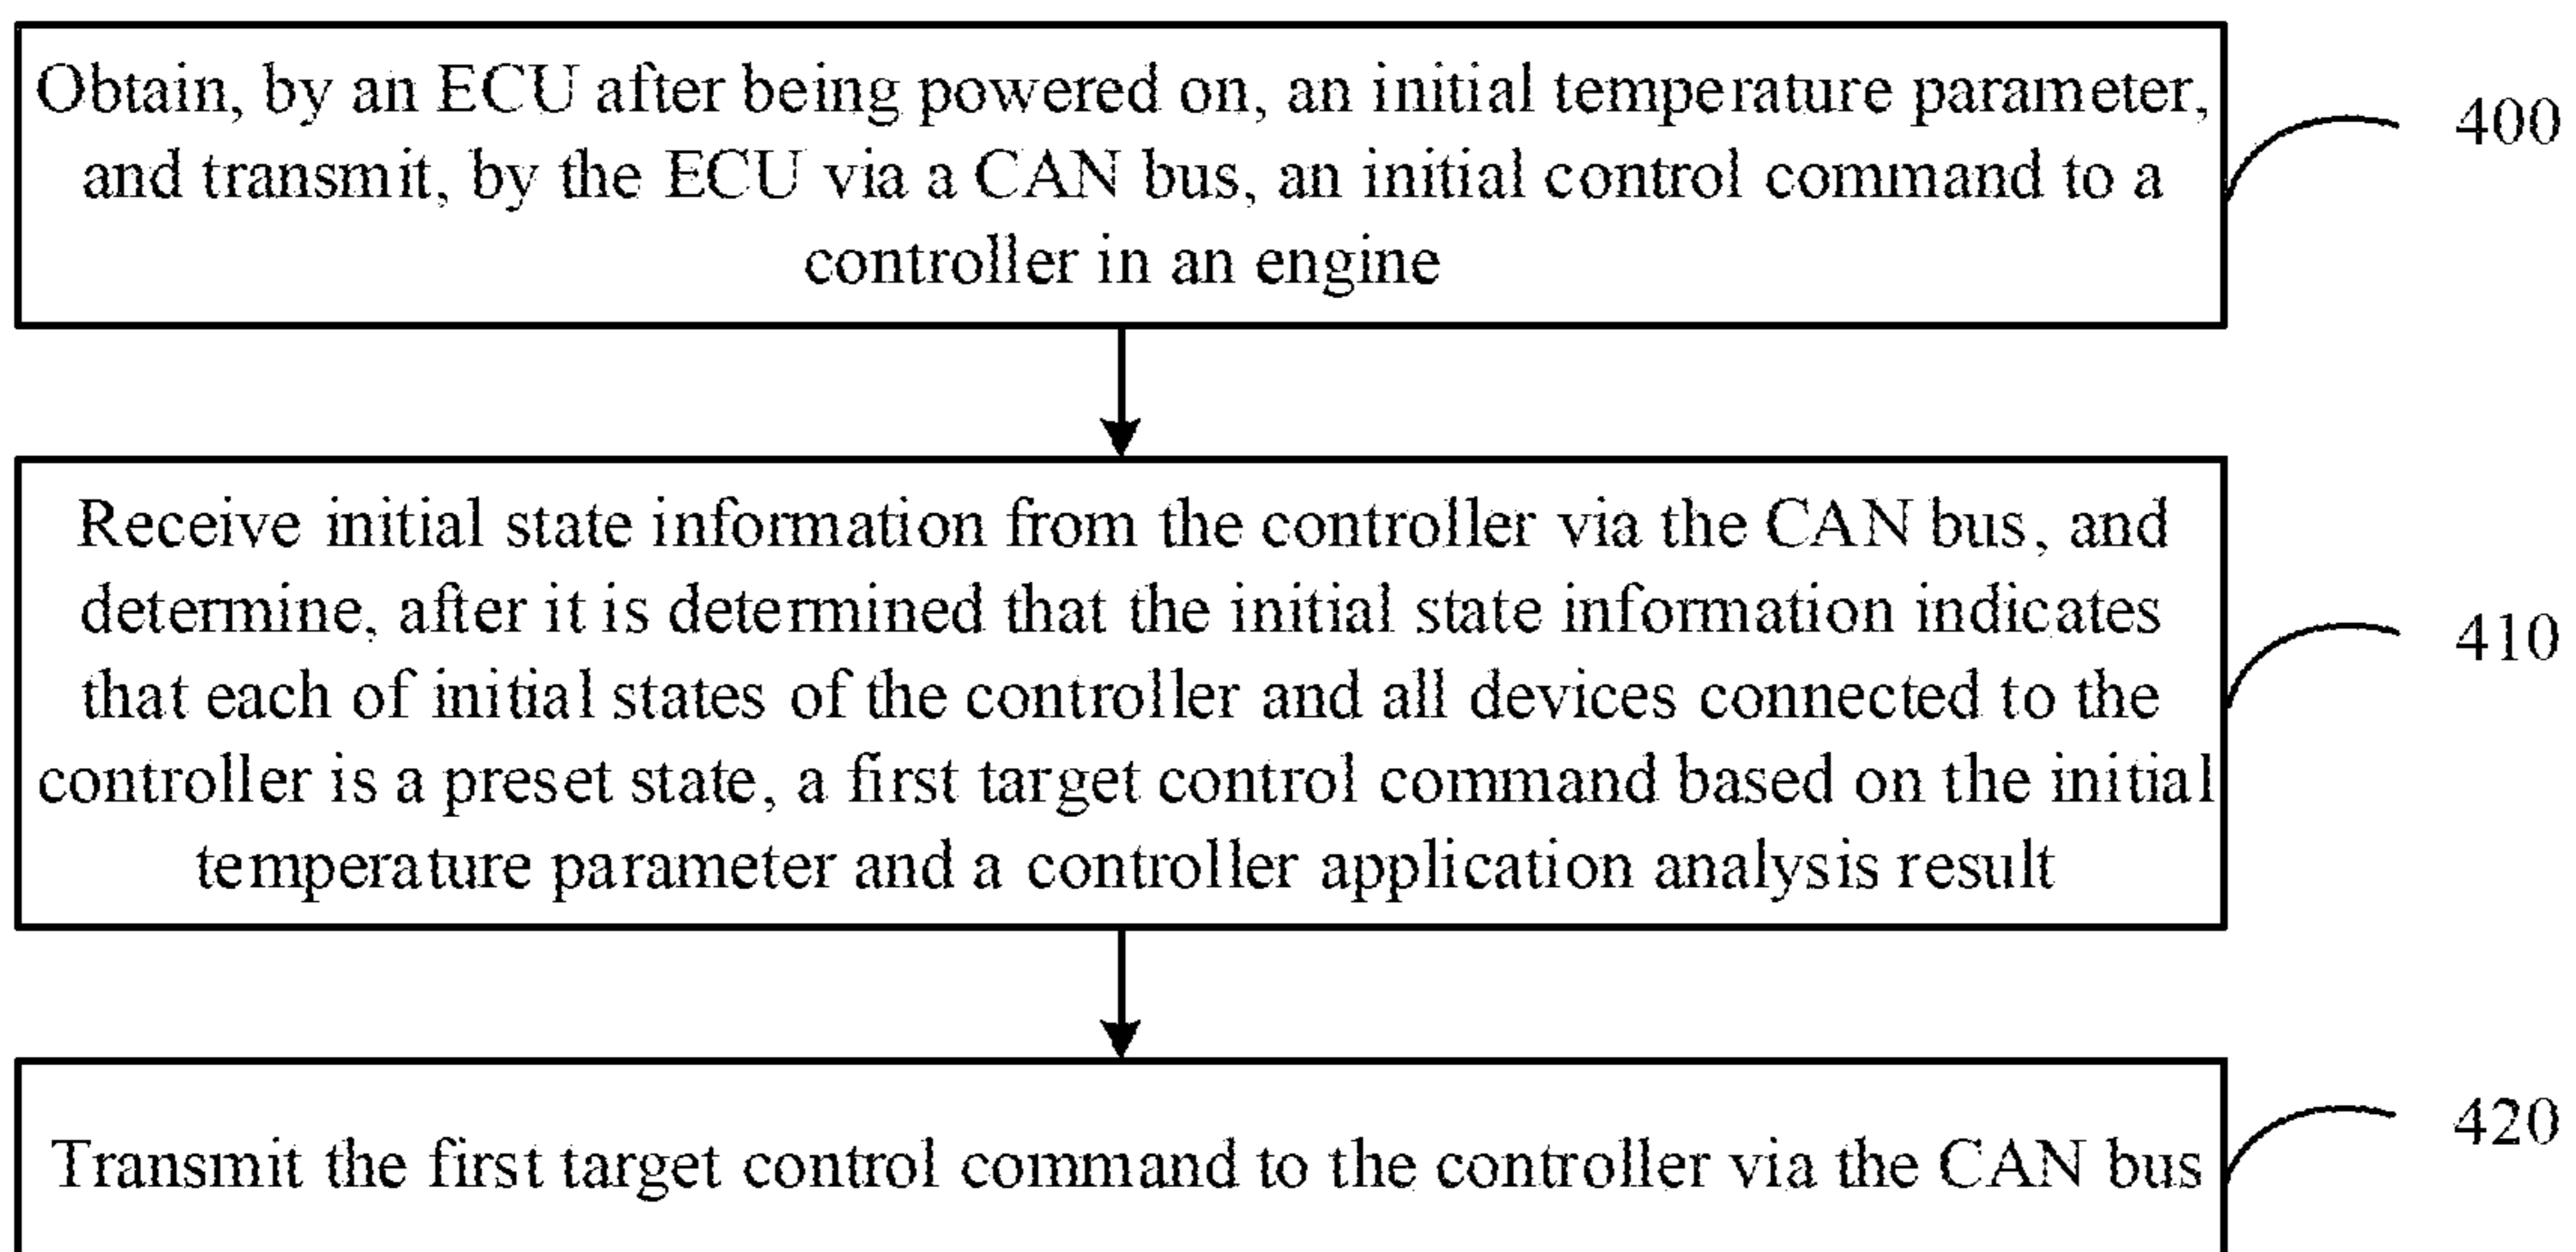 Obtain, by an ECU after being powered on, an initial temperature parameter,
and transmit, by the ECU via a CAN bus, an initial control command to a
controller in an engine
400
Receive initial state information from the controller via the CAN bus, and
determine, after it is determined that the initial state information indicates
that each of initial states of the controller and all devices connected to the
controller is a preset state, a first target control command based on the initial
temperature parameter and a controller application analysis result
410
Transmit the first target control command to the controller via the CAN bus
420